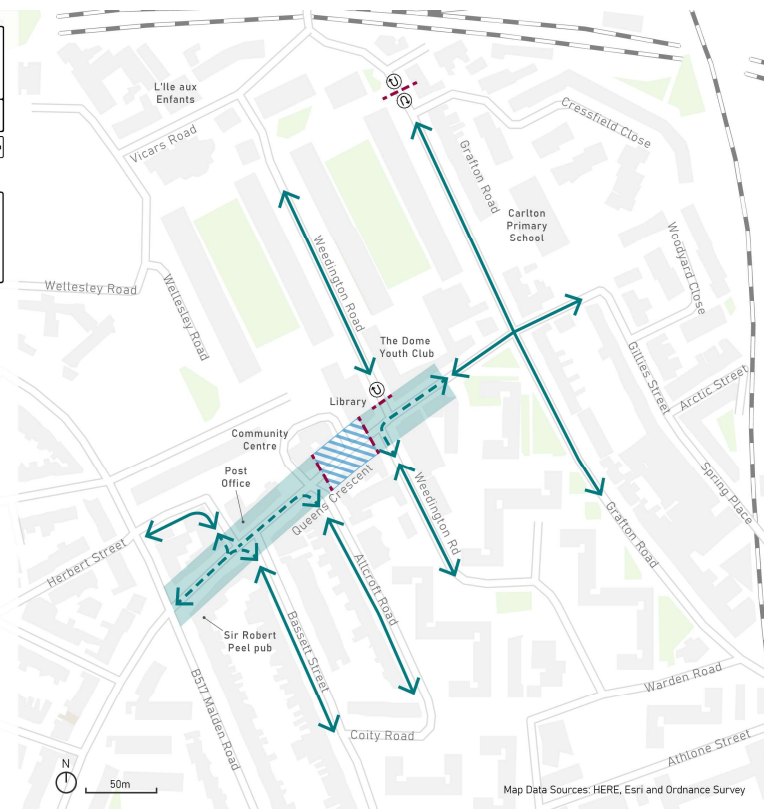 L'Ile aux
Enfants
Vicars Road
Cressfield Close
Grafton Road
Carlton
Primary
School
Woodyard Close
Weedington Road
Wellesley Road
Wellesley Road
The Dome
Youth Club
Gillies Street
Arctic Street
Library
Community
Centre
Post
Office
Queens Crescent
Weedington Rd
Spring Place
Grafton Road
Herbert Street
Allcroft Road
Bassett Street
Sir Robert
Peel pub
B517 Malden Road
Warden Road
Coity Road
Athlone Street
N
50m
Map Data Sources: HERE, Esri and Ordnance Survey